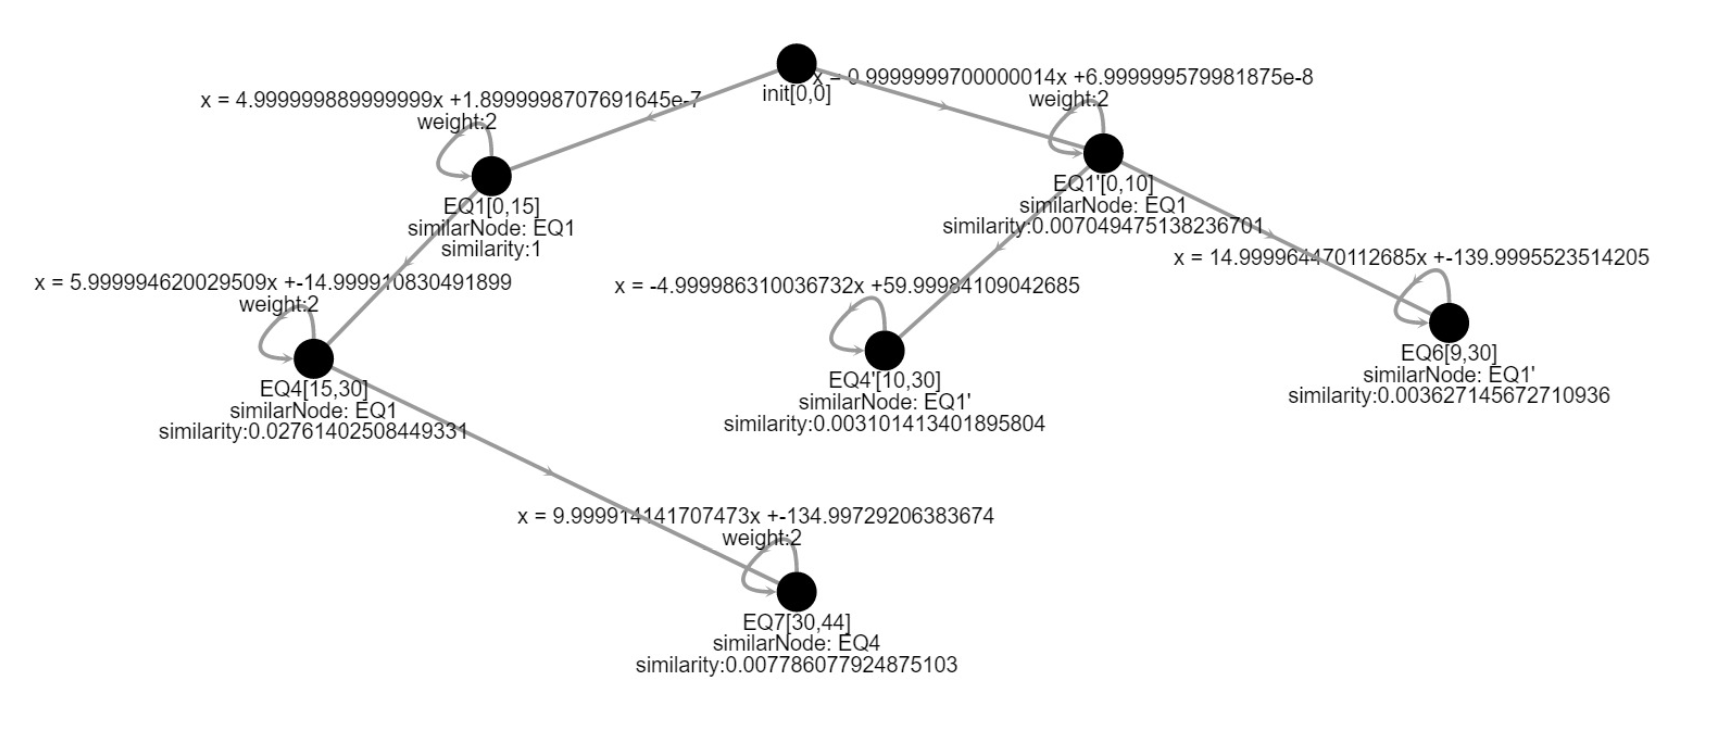 init[0,0]
x = 4.999999889999999x +1.8999998707691645e-7
weight:2
EQ1[0,15]
similarNode: EQ1
similarity:1
x = 0.9999999700000014x +6.999999579981875e-8
weight:2
EQ1'[0,10]
similarNode: EQ1
similarity:0.007049475138236701
x = 5.999994620029509x +-14.999910830491899
weight:2
EQ4[15,30]
similarNode: EQ1
similarity:0.02761402508449331
x = -4.999986310036732x +59.99984109042685
EQ4'[10,30]
similarNode: EQ1'
similarity:0.003101413401895804
x = 14.999964470112685x +-139.9995523514205
EQ6[9,30]
similarNode: EQ1'
similarity:0.003627145672710936
x = 9.999914141707473x +-134.99729206383674
weight:2
EQ7[30,44]
similarNode: EQ4
similarity:0.007786077924875103